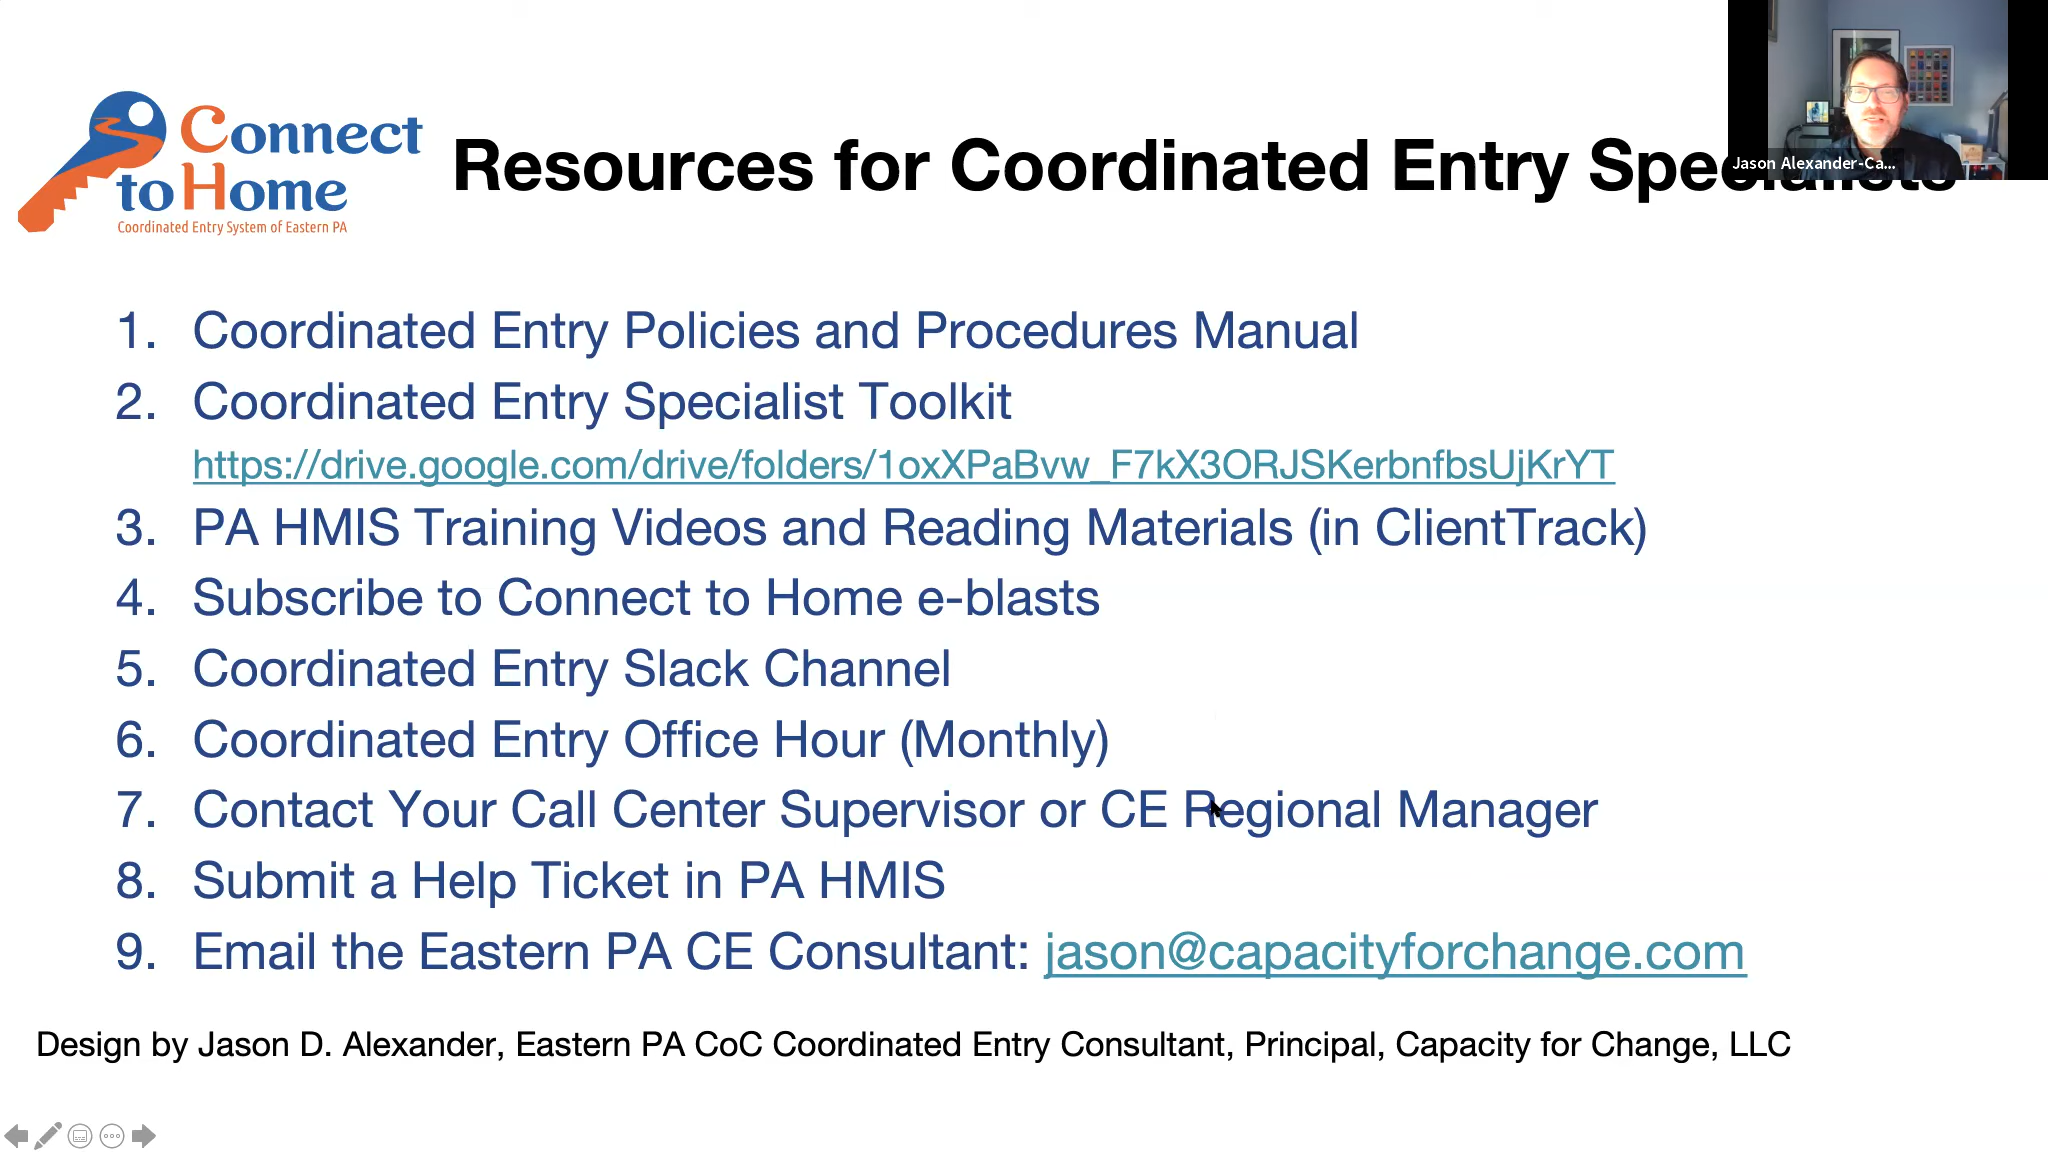 Connect
to Home
Coordinated Entry System of Eastern PA
Resources for Coordinated Entry Specialists
Jason Alexander-Ca...
1. Coordinated Entry Policies and Procedures Manual
2. Coordinated Entry Specialist Toolkit
https://drive.google.com/drive/folders/1oxXPaBvw_F7kX3ORJSKerbnfbsUjKrYT
3. PA HMIS Training Videos and Reading Materials (in ClientTrack)
4. Subscribe to Connect to Home e-blasts
5. Coordinated Entry Slack Channel
6. Coordinated Entry Office Hour (Monthly)
7. Contact Your Call Center Supervisor or CE Regional Manager
8. Submit a Help Ticket in PA HMIS
9. Email the Eastern PA CE Consultant: jason@capacityforchange.com
Design by Jason D. Alexander, Eastern PA CoC Coordinated Entry Consultant, Principal, Capacity for Change, LLC